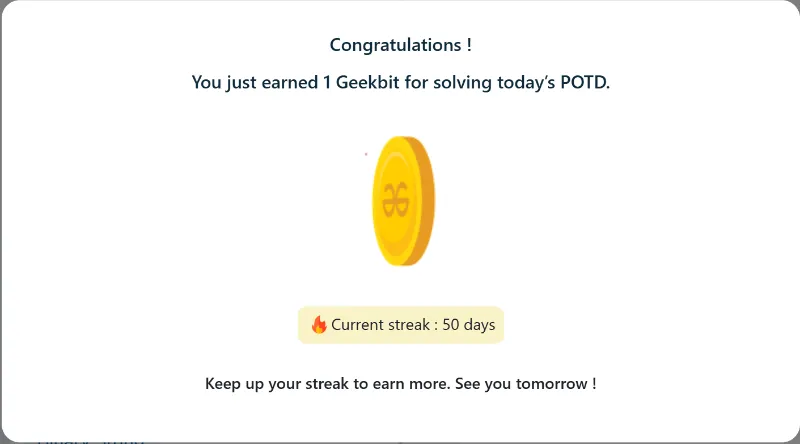 Congratulations !
You just earned 1 Geekbit for solving today's POTD.
Current streak : 50 days
Keep up your streak to earn more. See you tomorrow !